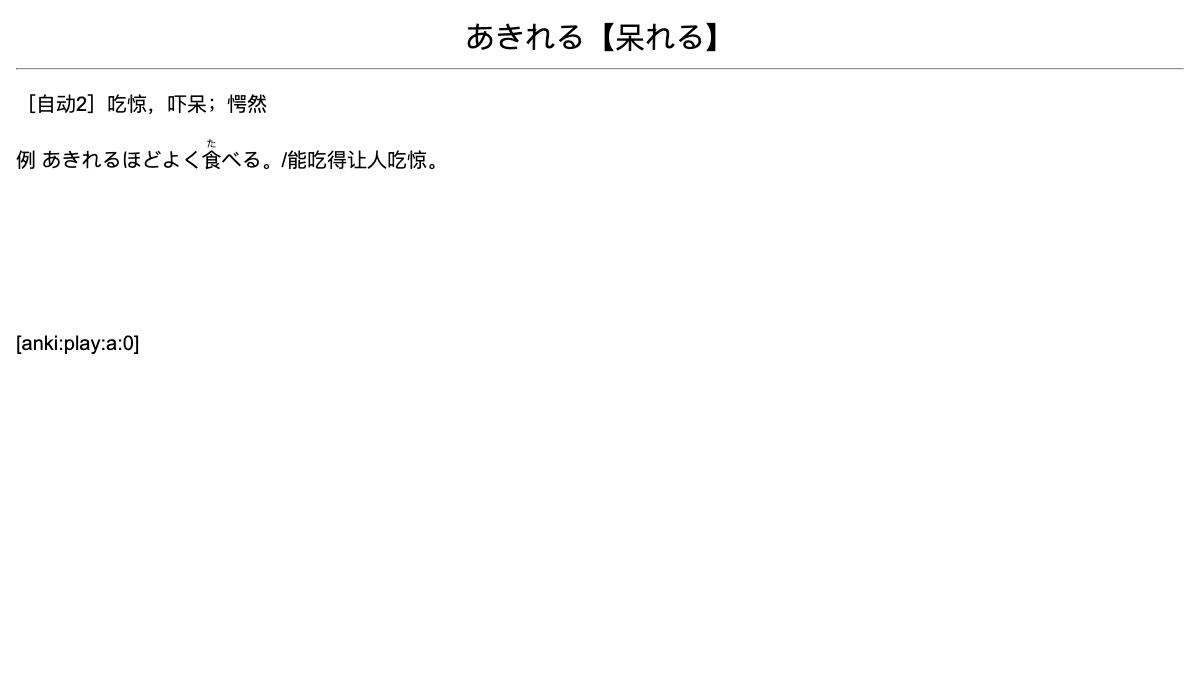 あきれる【呆れる】
［自动2］吃惊，吓呆；愕然
例 あきれるほどよく食べる。/能吃得让人吃惊。
た
[anki:play:a:0]